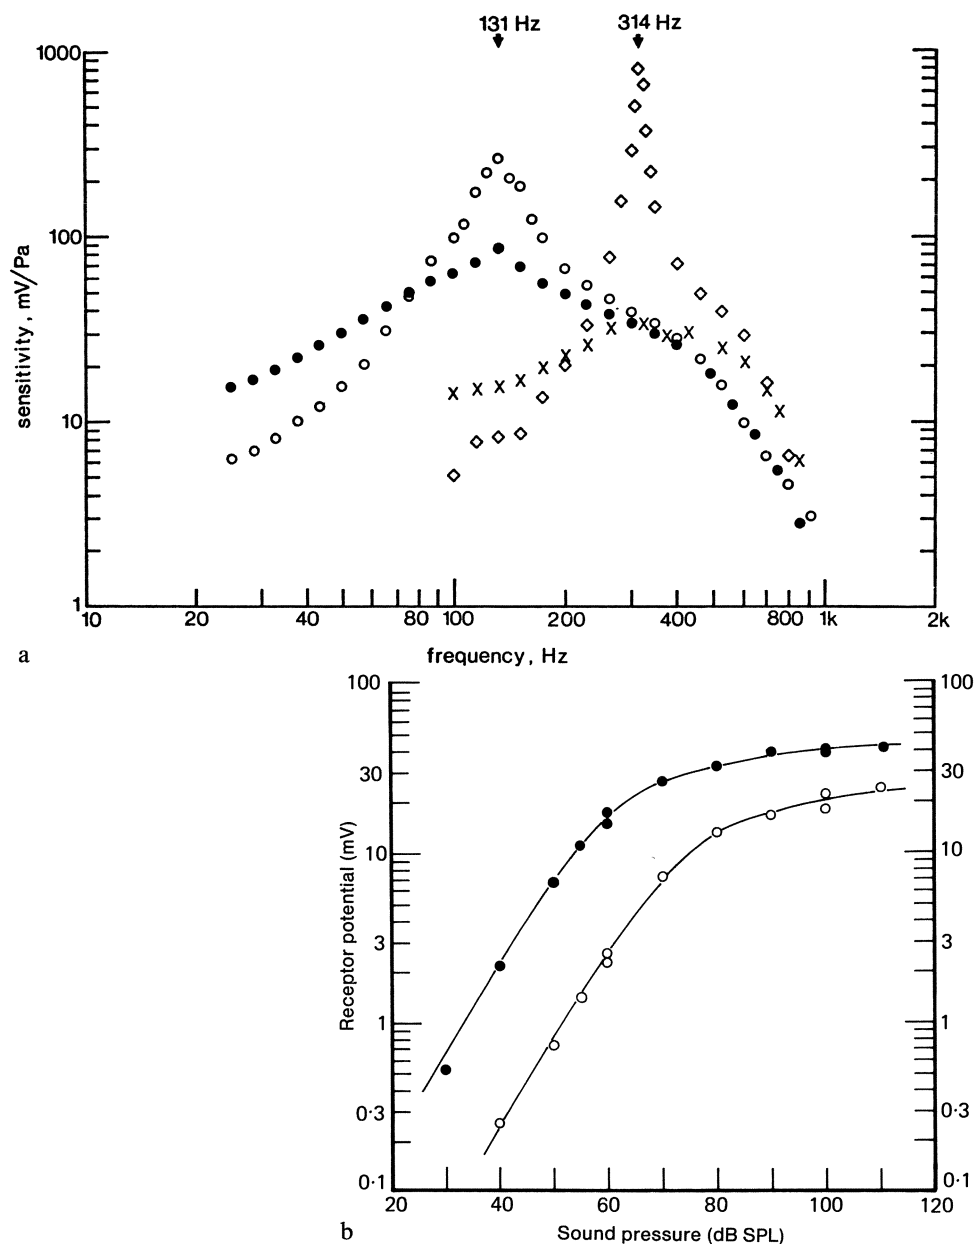 131 Hz 314 Hz
1000
100
10
1
sensitivity, mV/Pa
10 20 40 80 100 200 400 800 1k 2k
frequency, Hz
a
100 100
30 30
10 10
3 3
1 1
0·3 0·3
0·1 0·1
Receptor potential (mV)
20 40 60 80 100 120
Sound pressure (dB SPL)
b